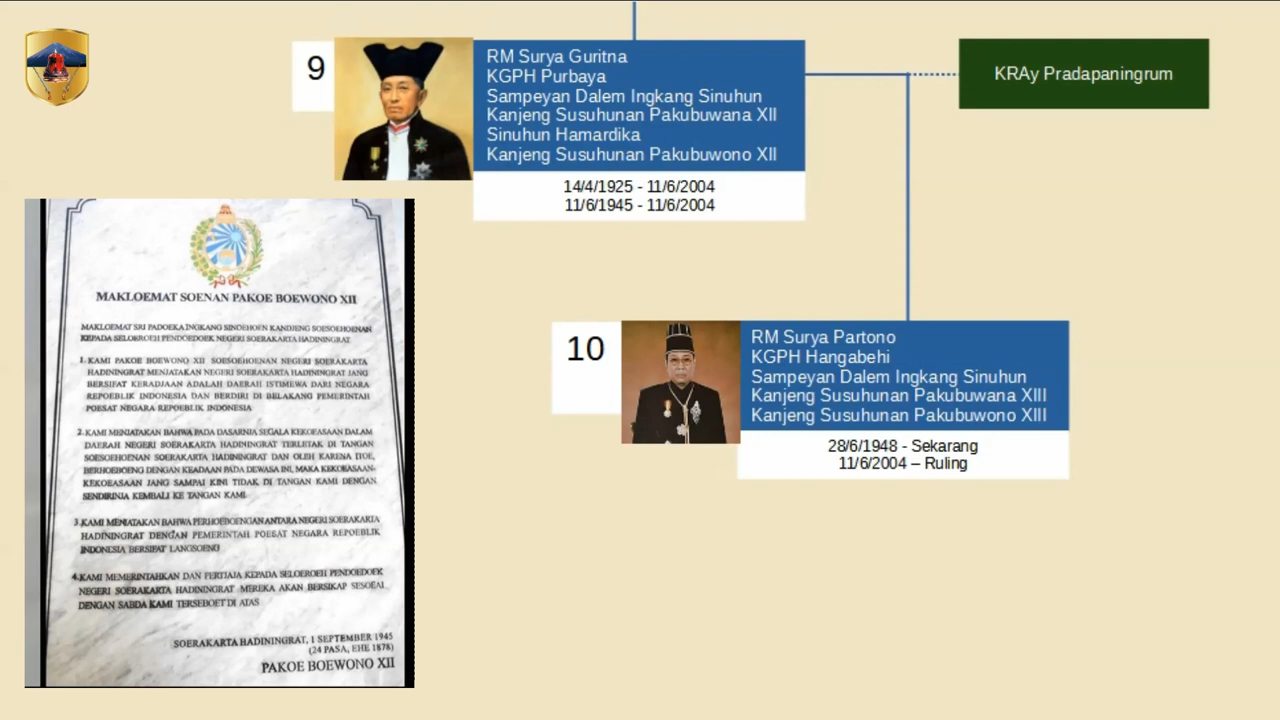 9
RM Surya Guritna
KGPH Purbaya
Sampeyan Dalem Ingkang Sinuhun
Kanjeng Susuhunan Pakubuwana XII
Sinuhun Hamardika
Kanjeng Susuhunan Pakubuwono XII
14/4/1925 - 11/6/2004
11/6/1945 - 11/6/2004
KRAy Pradapaningrum
10
RM Surya Partono
KGPH Hangabehi
Sampeyan Dalem Ingkang Sinuhun
Kanjeng Susuhunan Pakubuwana XIII
Kanjeng Susuhunan Pakubuwono XIII
28/6/1948 - Sekarang
11/6/2004 – Ruling
MAKLOEMAT SOENAN PAKOE BOEWONO XII
MAKLOEMAT SRI PADOEKA INGKANG SINOEHOEN KANDJENG SOESOEHOENAN
KEPADA SELOEROEH PENDOEDOEK NEGERI SOERAKARTA HADININGRAT
1. KAMI PAKOE BOEWONO XII SOESOEHOENAN NEGERI SOERAKARTA
HADININGRAT MENJATAKAN NEGERI SOERAKARTA HADININGRAT JANG
BERSIFAT KERADJAAN ADALAH DAERAH ISTIMEWA DARI NEGARA
REPOEBLIK INDONESIA DAN BERDIRI DI BELAKANG PEMERINTAH
POESAT NEGARA REPOEBLIK INDONESIA
2. KAMI MENJATAKAN BAHWA PADA DASARNJA SEGALA KEKOEASAAN DALAM
DAERAH NEGERI SOERAKARTA HADININGRAT TERLETAK DI TANGAN
SOESOEHOENAN SOERAKARTA HADININGRAT DAN OLEH KARENA ITOE,
BERHOEBOENG DENGAN KEADAAN PADA DEWASA INI, MAKA KEKOEASAAN-
KEKOEASAAN JANG SAMPAI KINI TIDAK DI TANGAN KAMI DENGAN
SENDIRINJA KEMBALI KE TANGAN KAMI.
3. KAMI MENJATAKAN BAHWA PERHOEBOENGAN ANTARA NEGERI SOERAKARTA
HADININGRAT DENGAN PEMERINTAH POESAT NEGARA REPOEBLIK
INDONESIA BERSIFAT LANGSOENG
4. KAMI MEMERINTAHKAN DAN PERTJAJA KEPADA SELOEROEH PENDOEDOEK
NEGERI SOERAKARTA HADININGRAT MEREKA AKAN BERSIKAP SESOEAI
DENGAN SABDA KAMI TERSEBOET DI ATAS
SOERAKARTA HADININGRAT, 1 SEPTEMBER 1945
(24 PASA, EHE 1878)
PAKOE BOEWONO XII